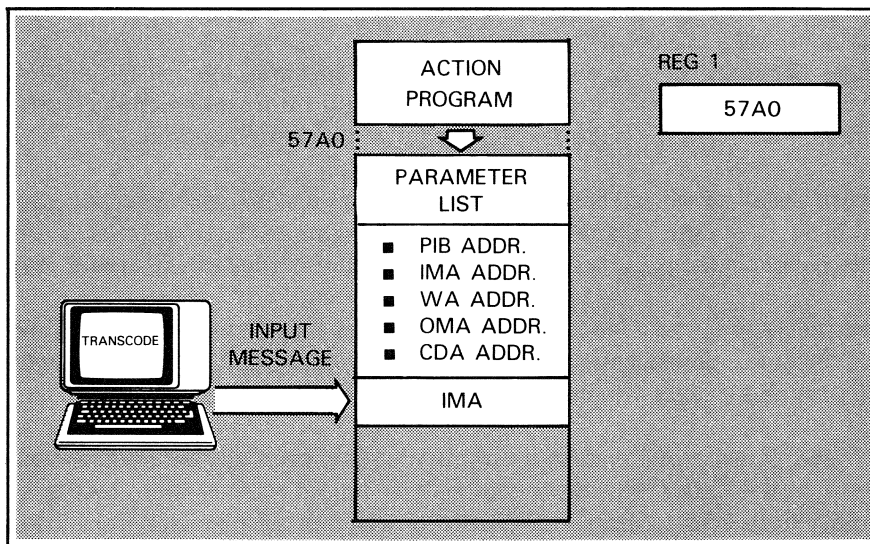 ACTION
PROGRAM
REG 1
57A0
57A0
PARAMETER
LIST
■ PIB ADDR.
■ IMA ADDR.
■ WA ADDR.
■ OMA ADDR.
■ CDA ADDR.
TRANSCODE
INPUT
MESSAGE
IMA